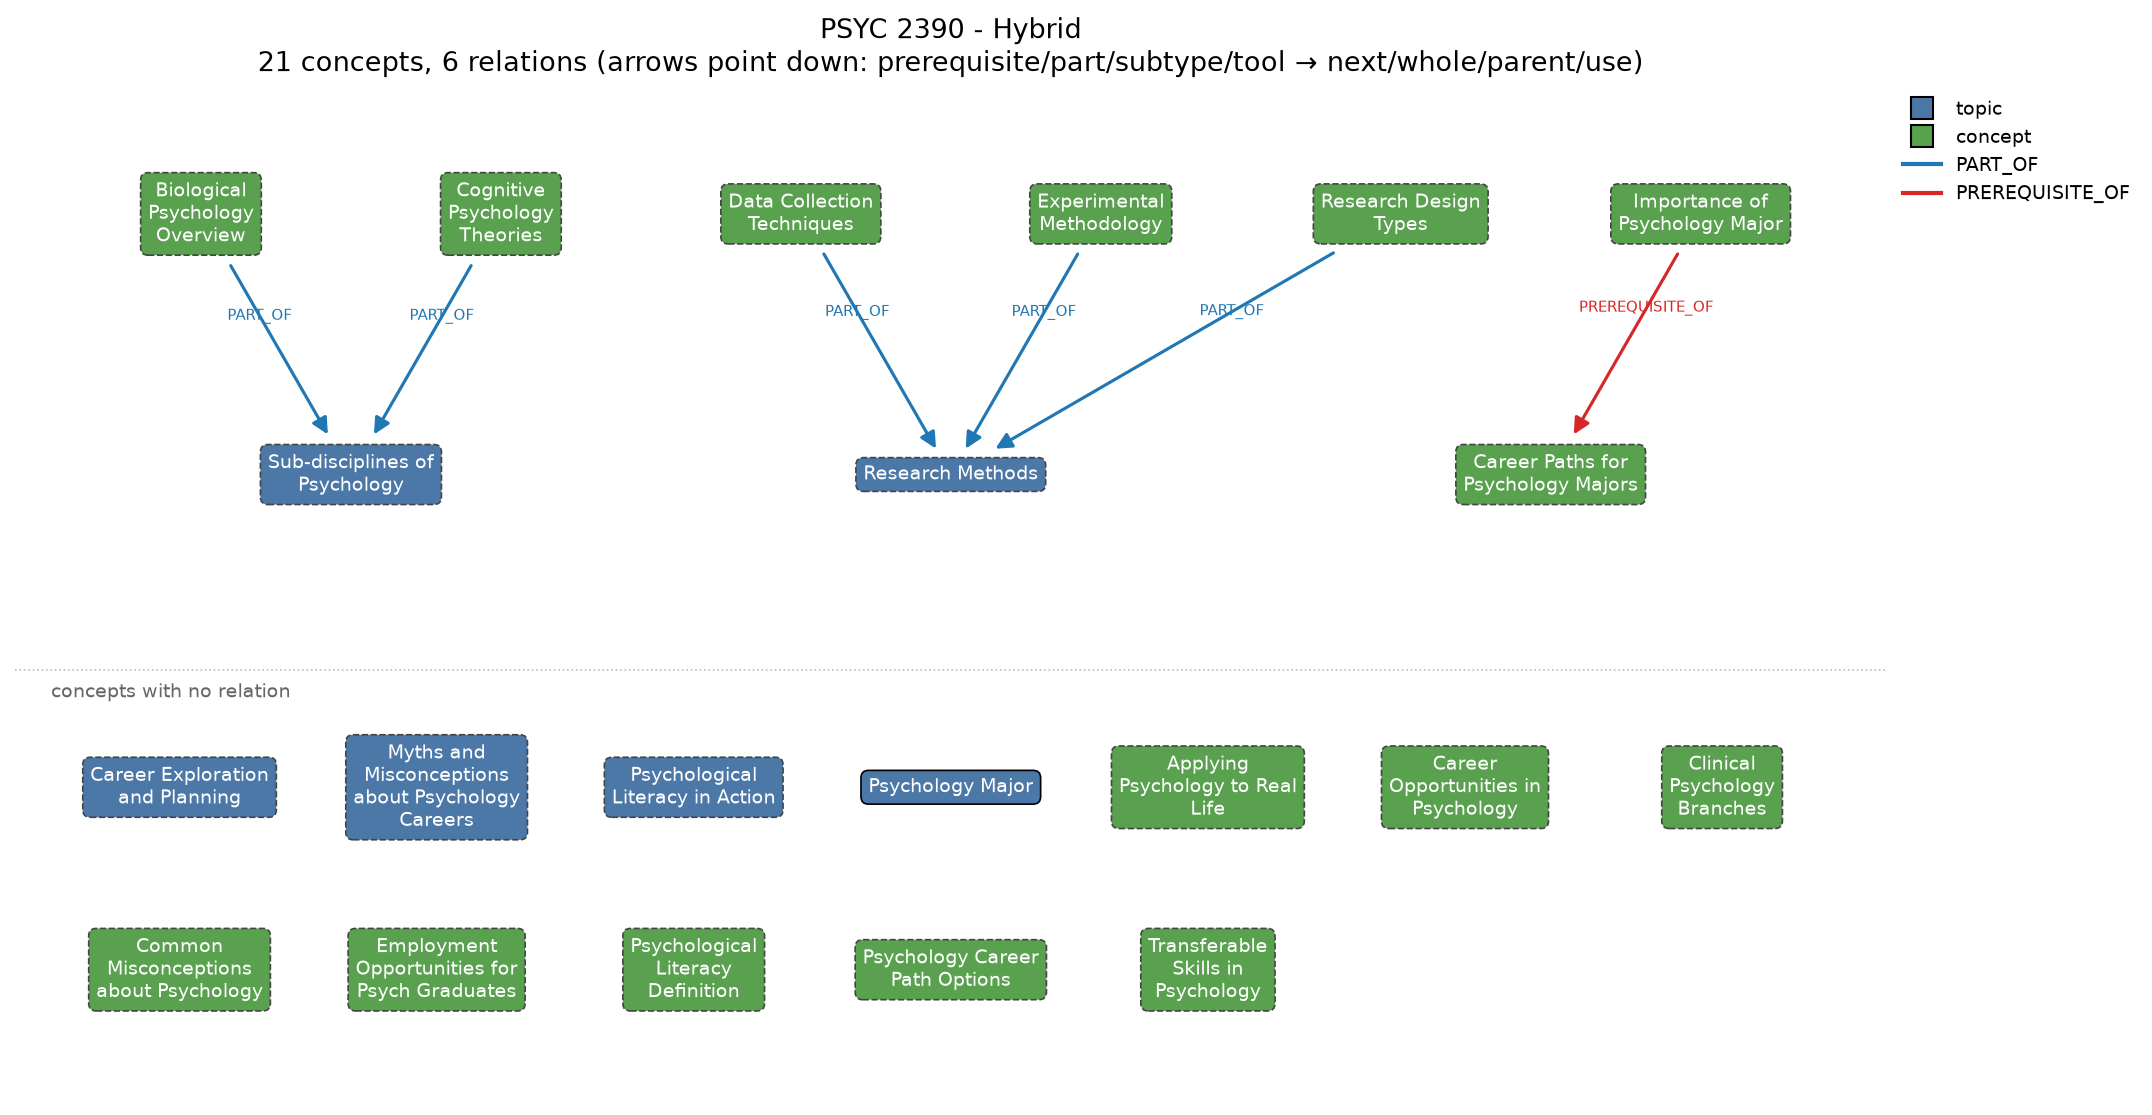 PSYC 2390 - Hybrid
21 concepts, 6 relations (arrows point down: prerequisite/part/subtype/tool → next/whole/parent/use)
topic
concept
PART_OF
PREREQUISITE_OF
Biological
Psychology
Overview
Cognitive
Psychology
Theories
Data Collection
Techniques
Experimental
Methodology
Research Design
Types
Importance of
Psychology Major
PART_OF
PART_OF
PART_OF
PART_OF
PART_OF
PREREQUISITE_OF
Sub-disciplines of
Psychology
Research Methods
Career Paths for
Psychology Majors
concepts with no relation
Career Exploration
and Planning
Myths and
Misconceptions
about Psychology
Careers
Psychological
Literacy in Action
Psychology Major
Applying
Psychology to Real
Life
Career
Opportunities in
Psychology
Clinical
Psychology
Branches
Common
Misconceptions
about Psychology
Employment
Opportunities for
Psych Graduates
Psychological
Literacy
Definition
Psychology Career
Path Options
Transferable
Skills in
Psychology